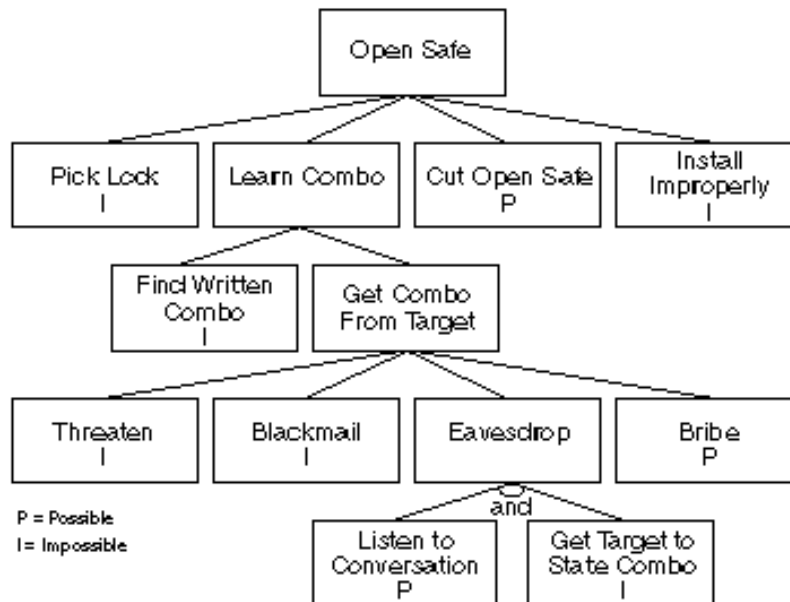 Open Safe
Pick Lock
I
Learn Combo
Cut Open Safe
P
Install
Improperly
I
Find Written
Combo
I
Get Combo
From Target
Threaten
I
Blackmail
I
Eavesdrop
Bribe
P
and
P = Possible
I = Impossible
Listen to
Conversation
P
Get Target to
State Combo
I